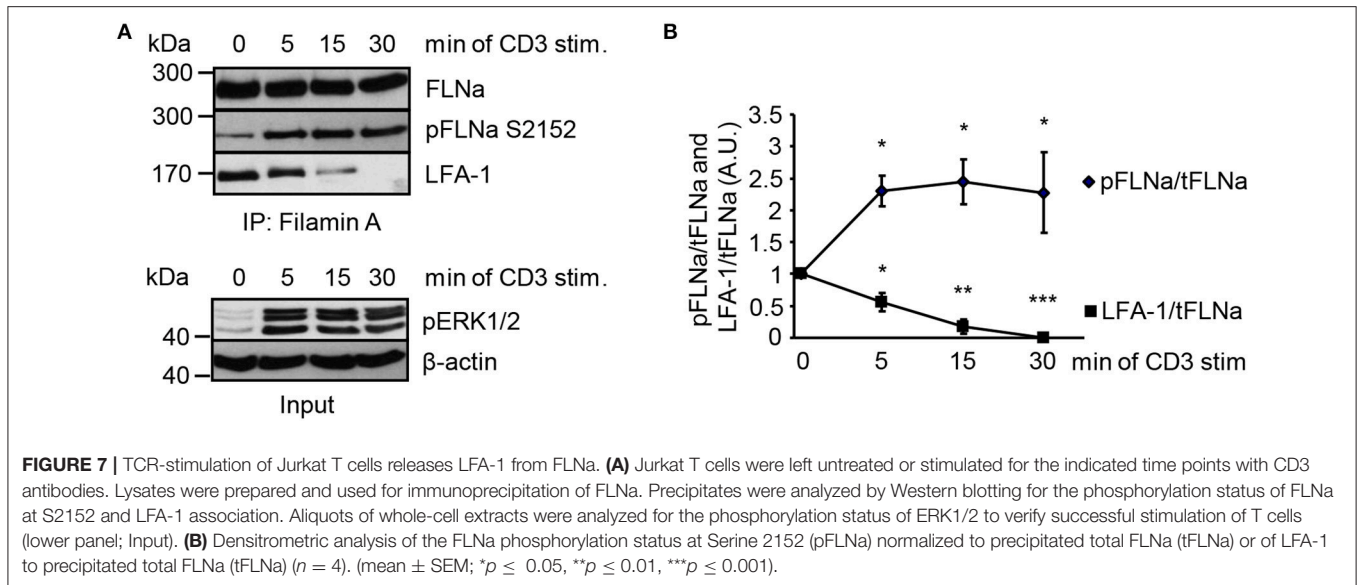 A
kDa 0 5 15 30 min of CD3 stim.
300
FLNa
300
pFLNa S2152
170
LFA-1
IP: Filamin A
kDa 0 5 15 30 min of CD3 stim.
pERK1/2
40
β-actin
40
Input
B
pFLNa/tFLNa and
LFA-1/tFLNa (A.U.)
3.5
3
2.5
2
1.5
1
0.5
0
* * *
pFLNa/tFLNa
* ** ***
LFA-1/tFLNa
0 5 15 30 min of CD3 stim
FIGURE 7 | TCR-stimulation of Jurkat T cells releases LFA-1 from FLNa. (A) Jurkat T cells were left untreated or stimulated for the indicated time points with CD3
antibodies. Lysates were prepared and used for immunoprecipitation of FLNa. Precipitates were analyzed by Western blotting for the phosphorylation status of FLNa
at S2152 and LFA-1 association. Aliquots of whole-cell extracts were analyzed for the phosphorylation status of ERK1/2 to verify successful stimulation of T cells
(lower panel; Input). (B) Densitrometric analysis of the FLNa phosphorylation status at Serine 2152 (pFLNa) normalized to precipitated total FLNa (tFLNa) or of LFA-1
to precipitated total FLNa (tFLNa) (n = 4). (mean ± SEM; *p ≤ 0.05, **p ≤ 0.01, ***p ≤ 0.001).